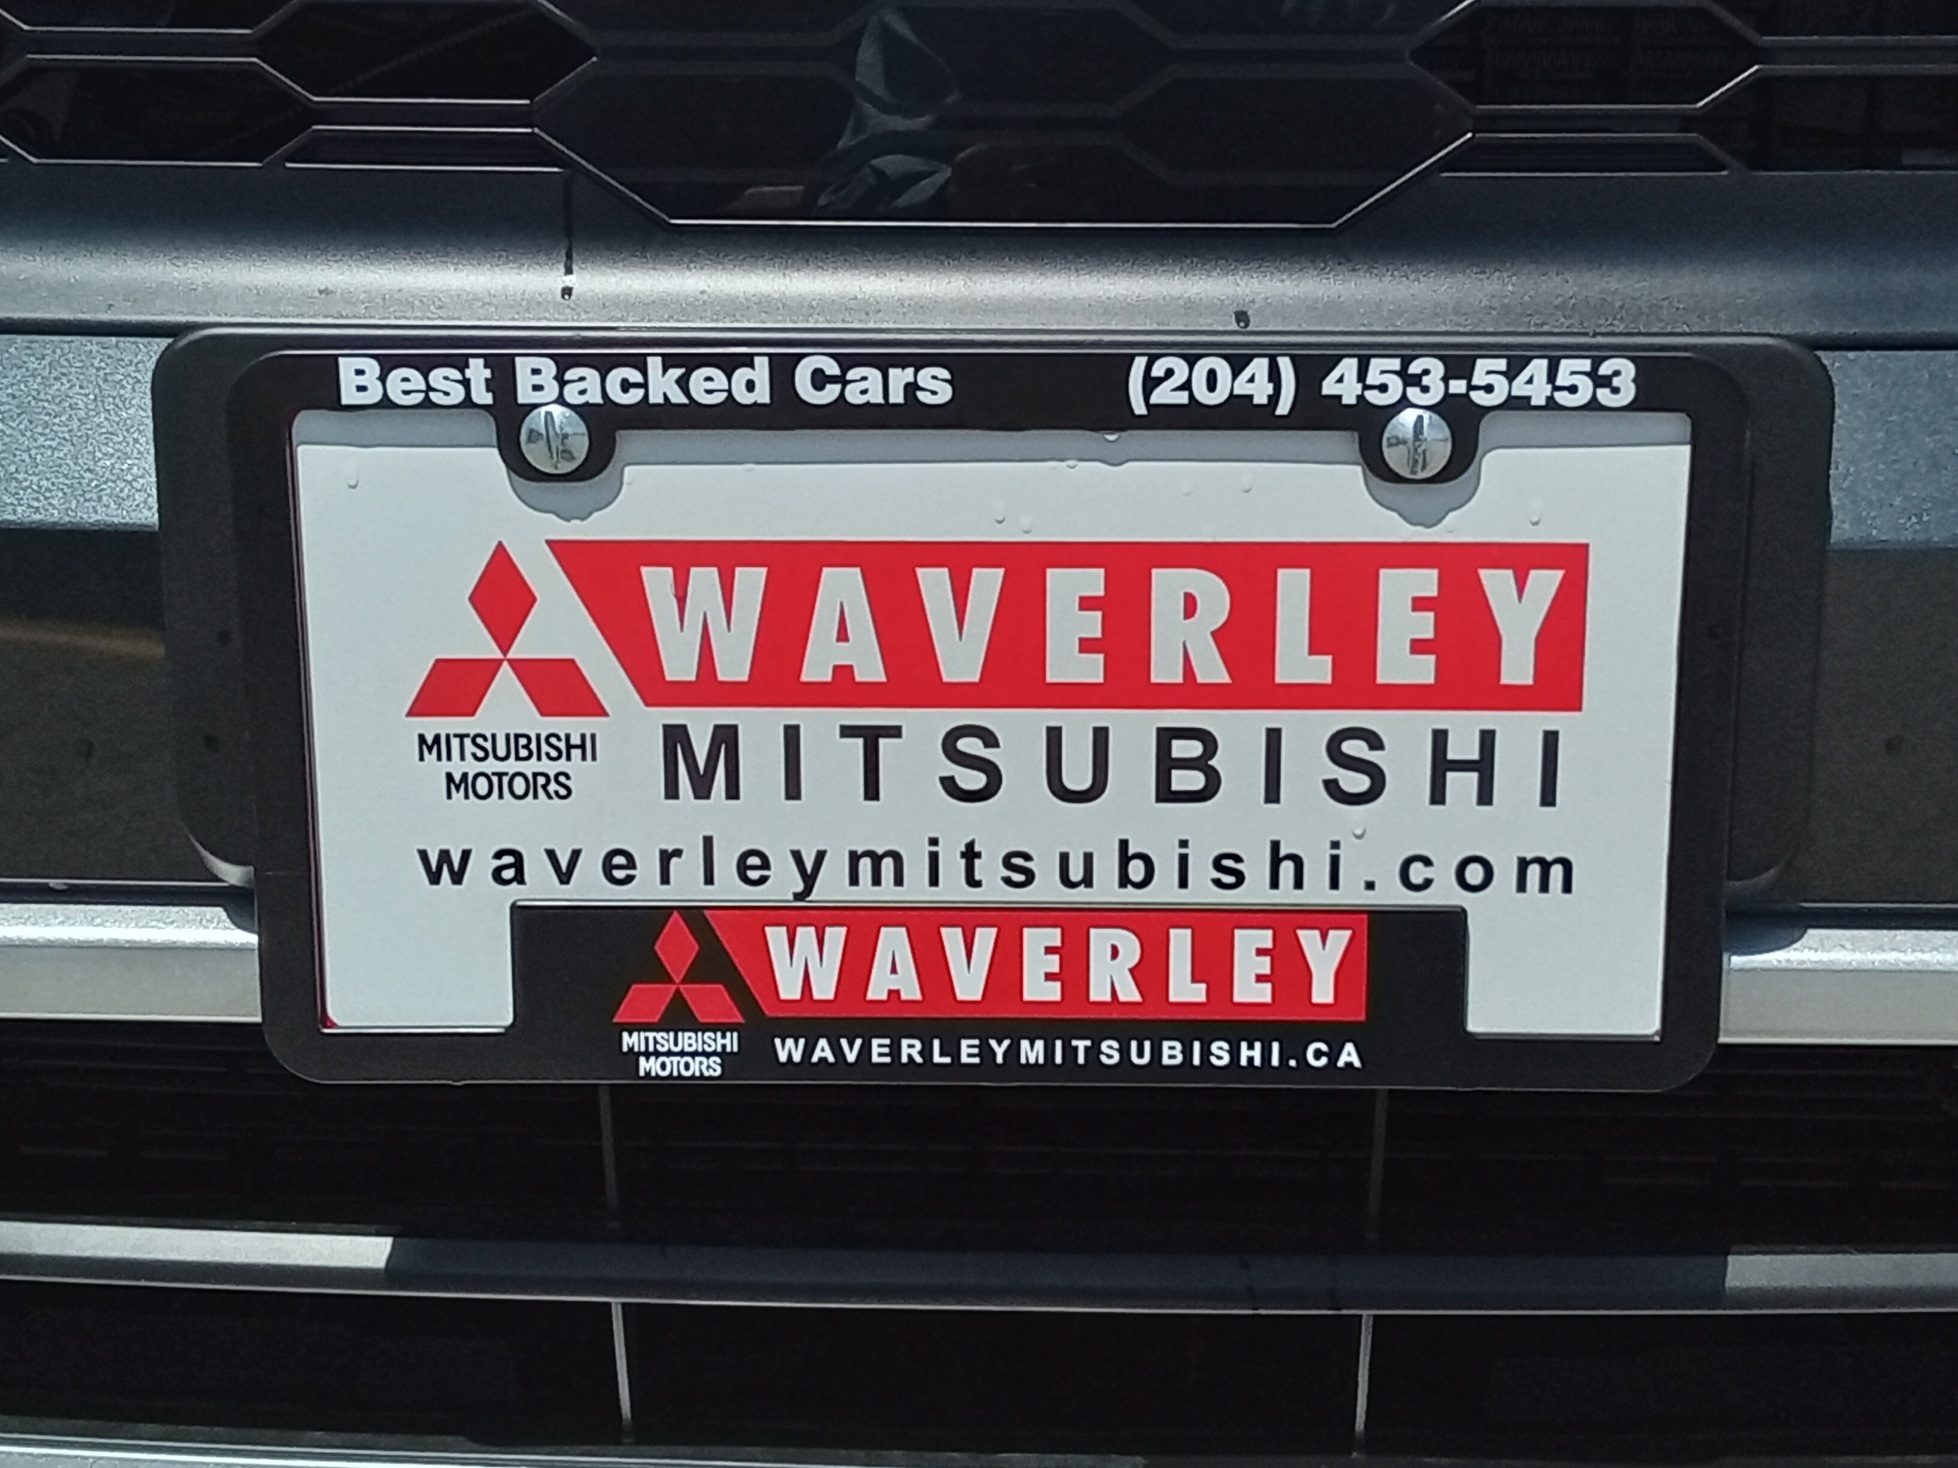 Best Backed Cars (204) 453-5453
WAVERLEY
MITSUBISHI
MITSUBISHI
MOTORS
waverleymitsubishi.com
WAVERLEY
MITSUBISHI
MOTORS
WAVERLEYMITSUBISHI.CA